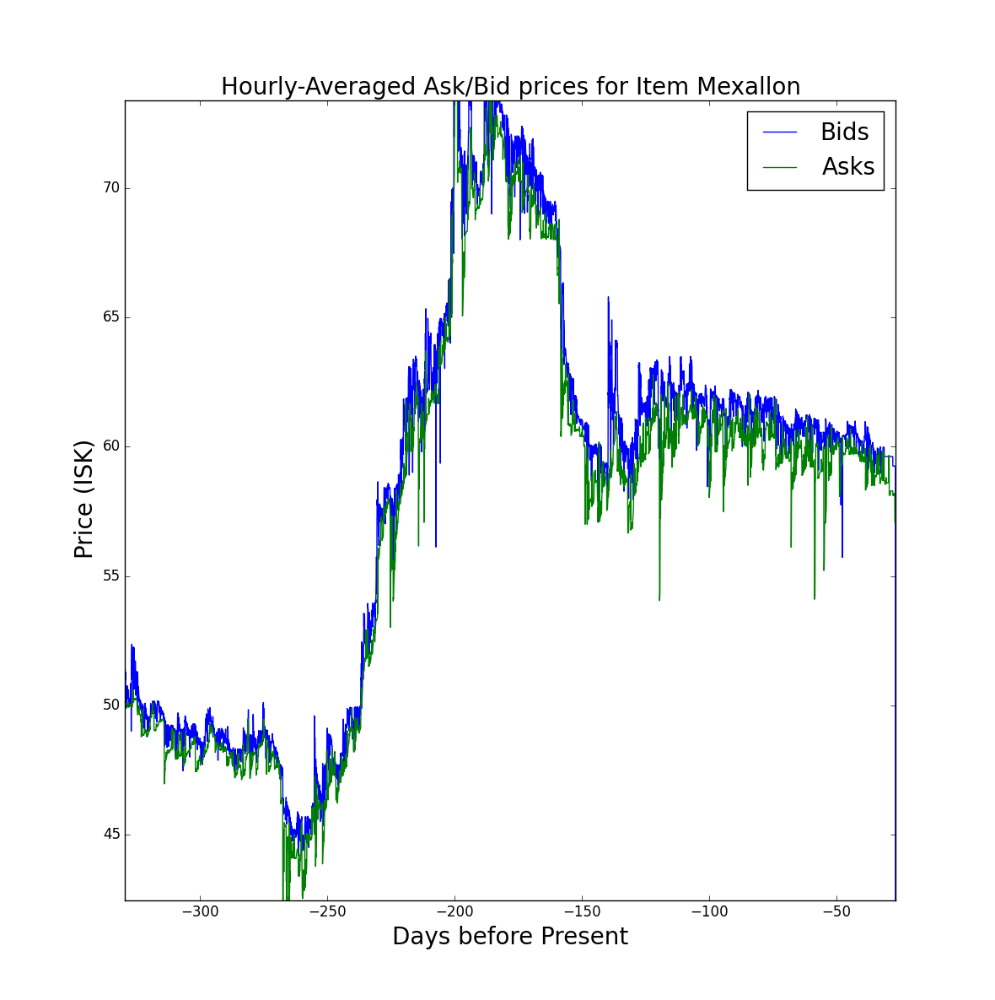 Hourly-Averaged Ask/Bid prices for Item Mexallon
Bids
Asks
70
65
60
55
50
45
Price (ISK)
−300 −250 −200 −150 −100 −50
Days before Present